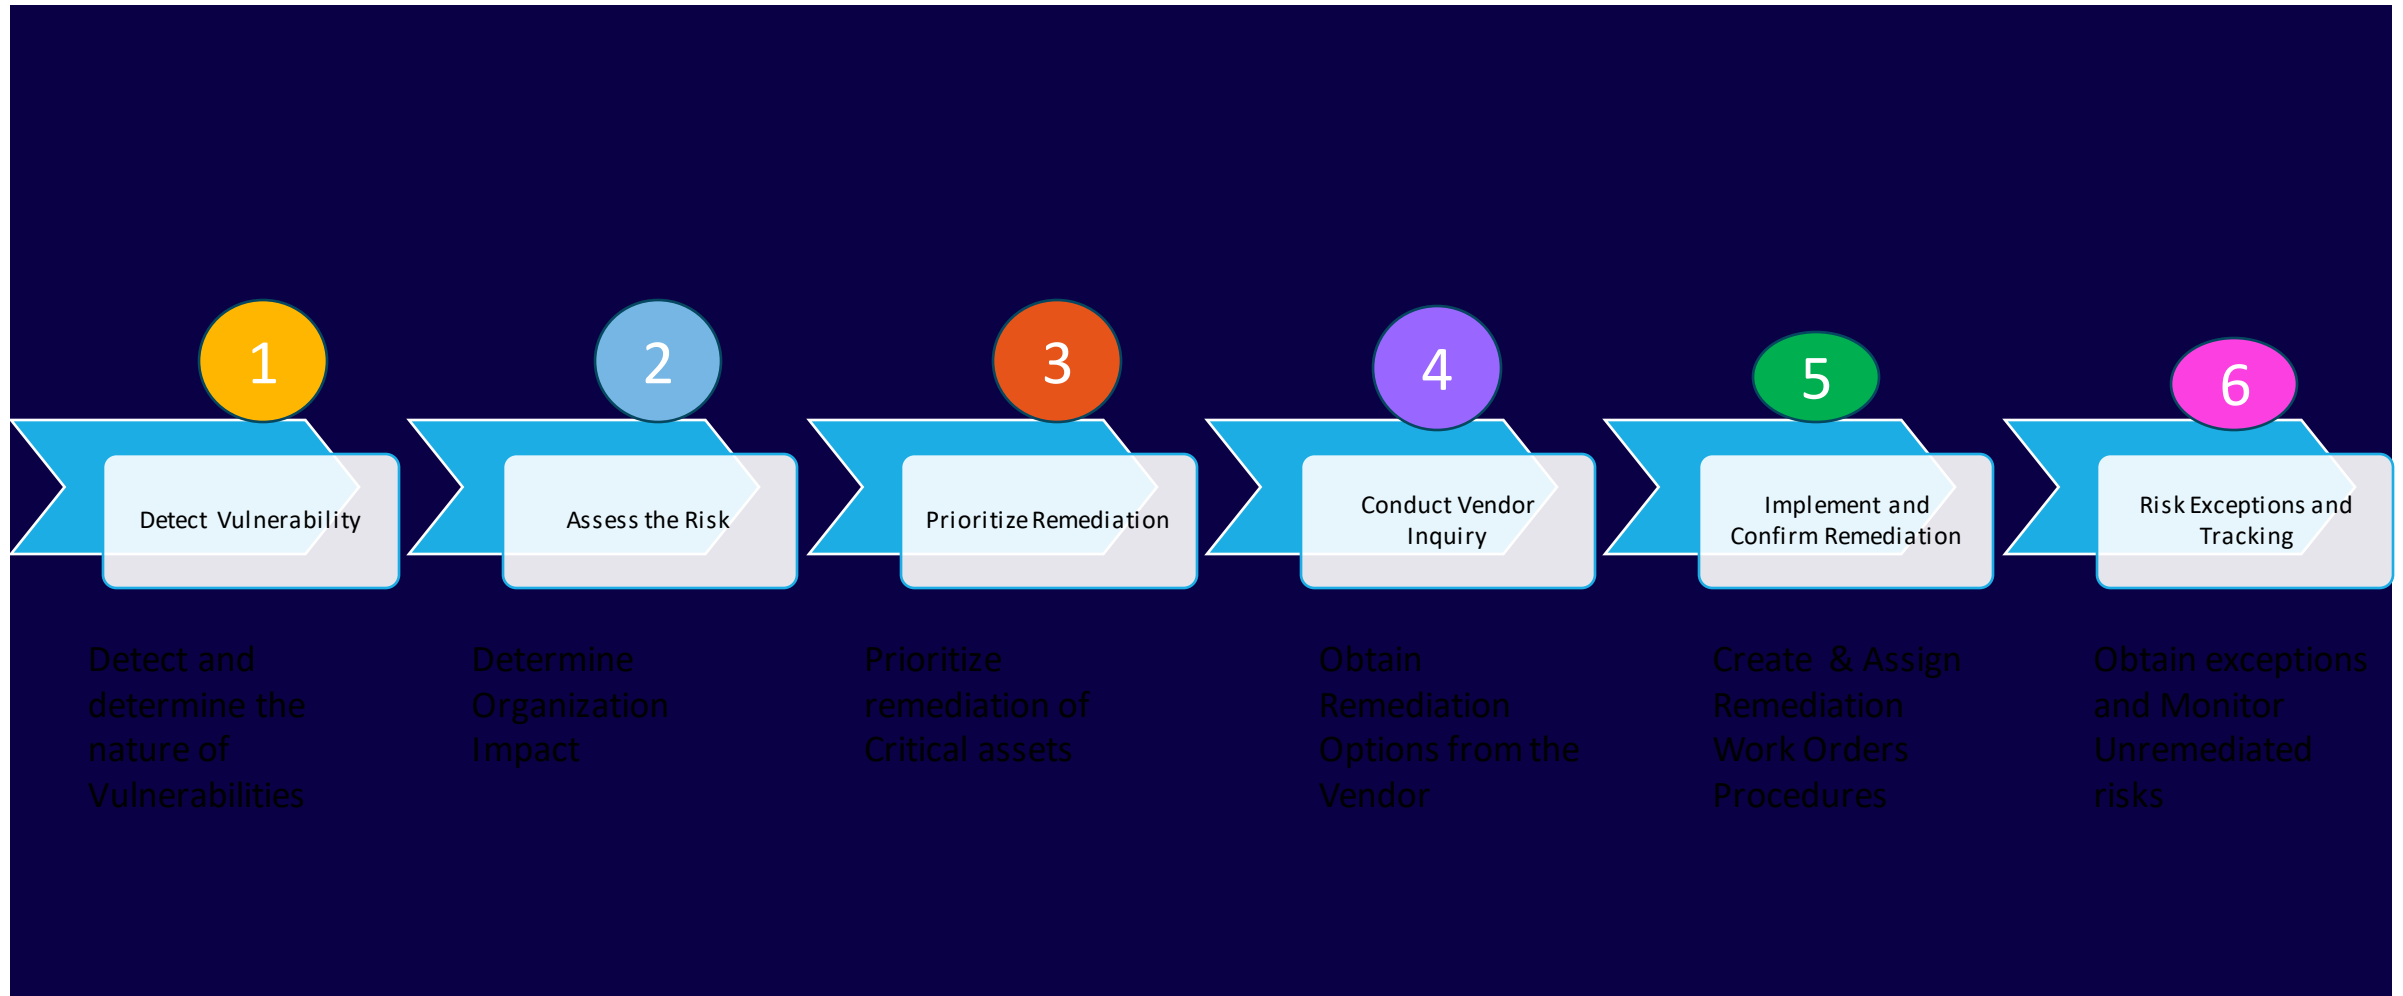 1
2
3
4
5
6
Detect Vulnerability
Assess the Risk
Prioritize Remediation
Conduct Vendor
Inquiry
Implement and
Confirm Remediation
Risk Exceptions and
Tracking
Detect and
determine the
nature of
Vulnerabilities
Determine
Organization
Impact
Prioritize
remediation of
Critical assets
Obtain
Remediation
Options from the
Vendor
Create & Assign
Remediation
Work Orders
Procedures
Obtain exceptions
and Monitor
Unremediated
risks